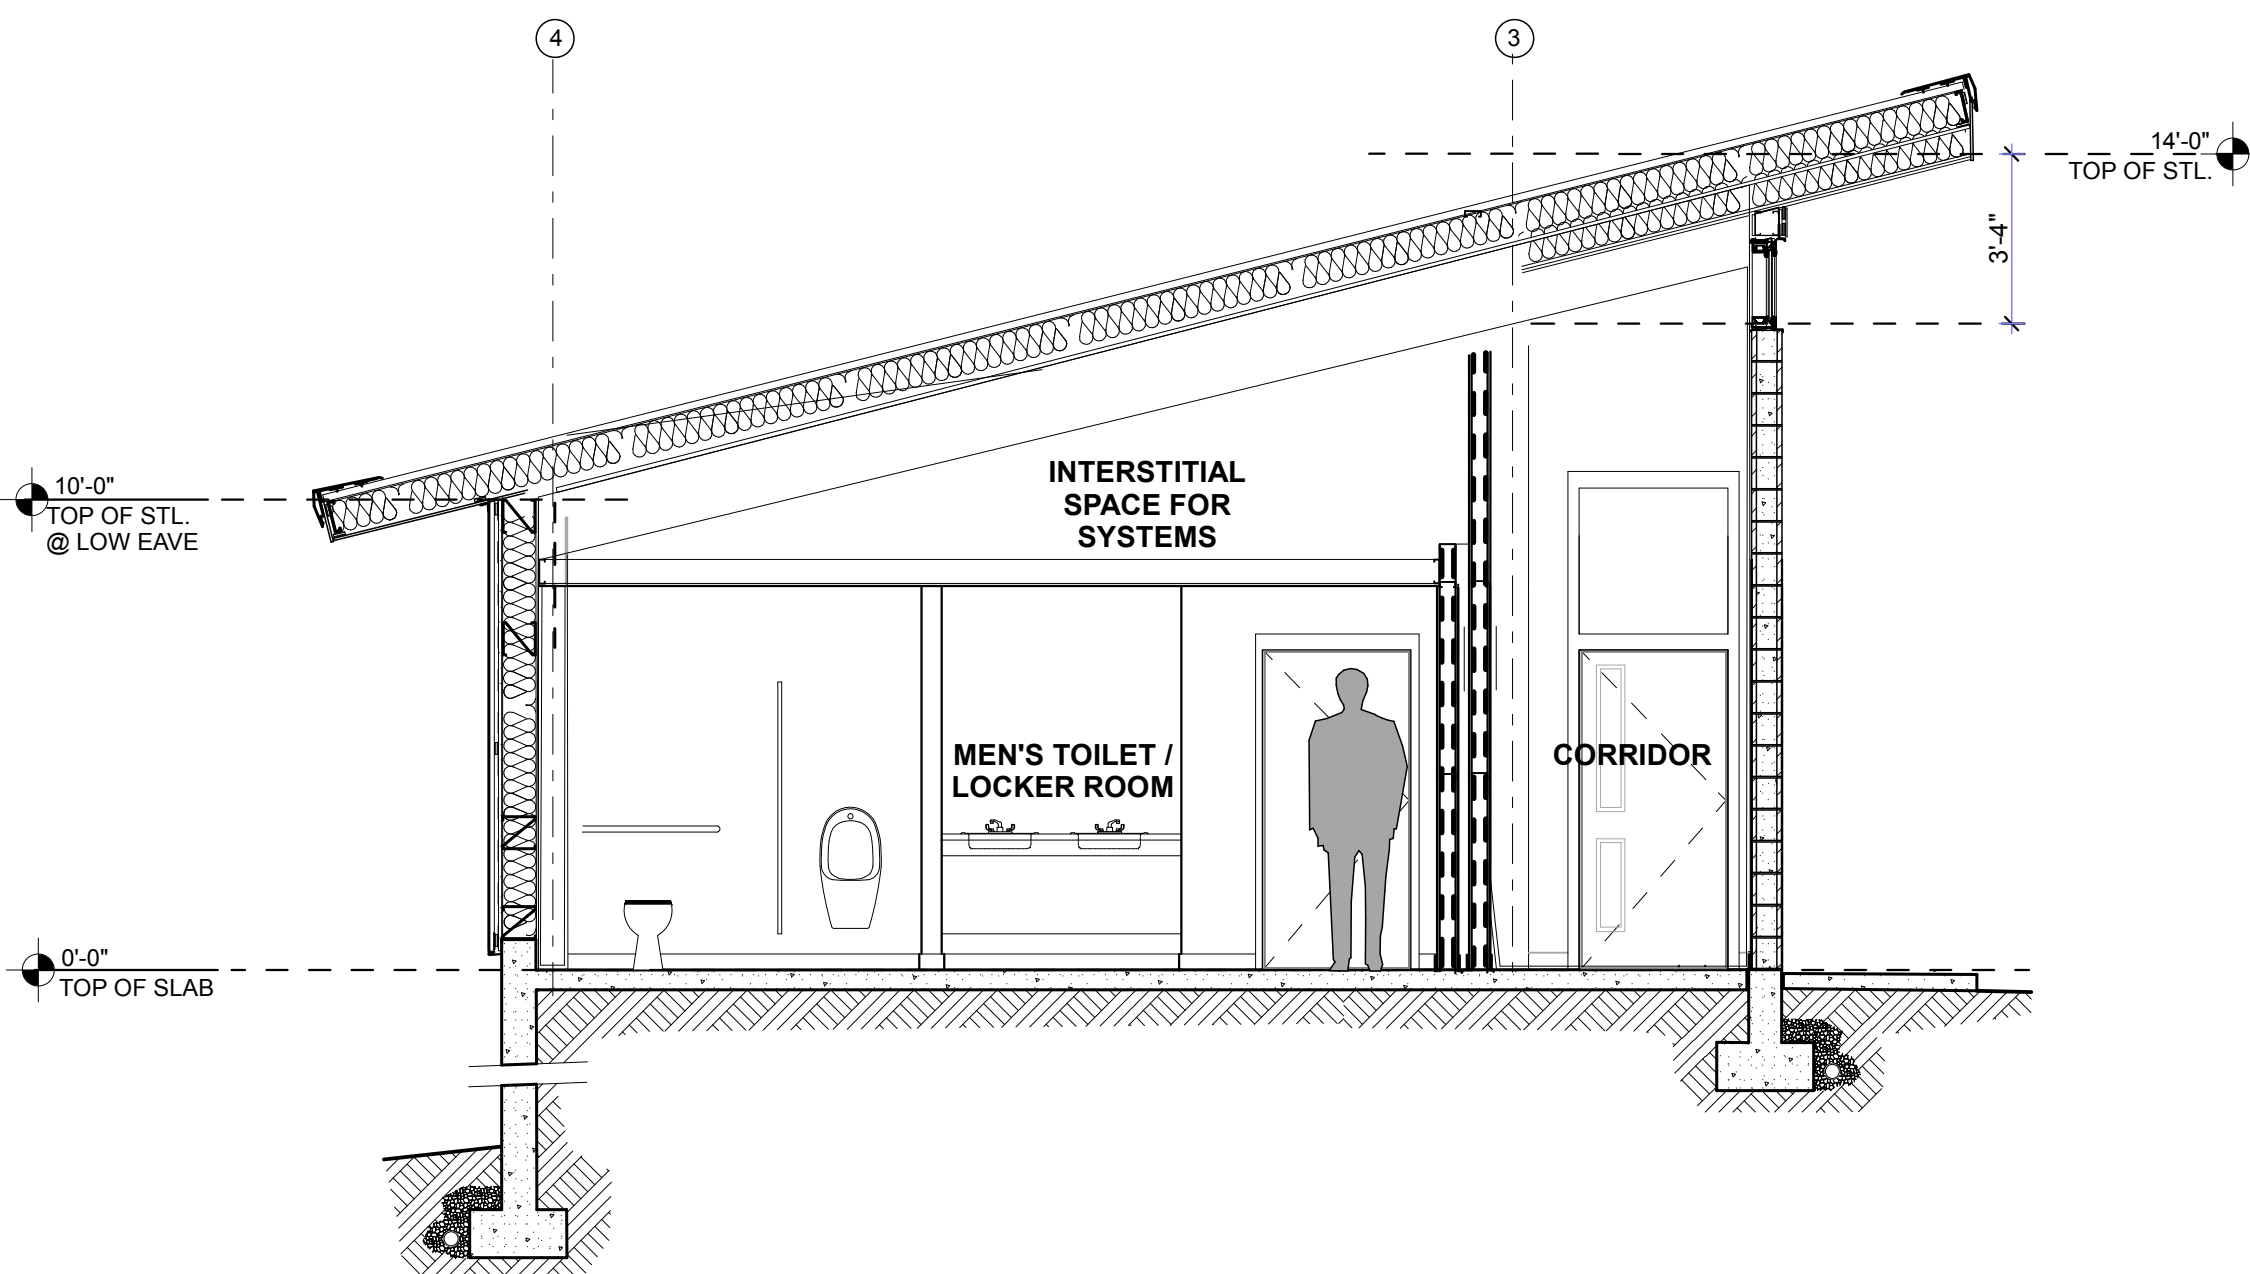 4
3
14'-0"
TOP OF STL.
3'-4"
INTERSTITIAL
SPACE FOR
SYSTEMS
10'-0"
TOP OF STL.
@ LOW EAVE
MEN'S TOILET /
LOCKER ROOM
CORRIDOR
0'-0"
TOP OF SLAB